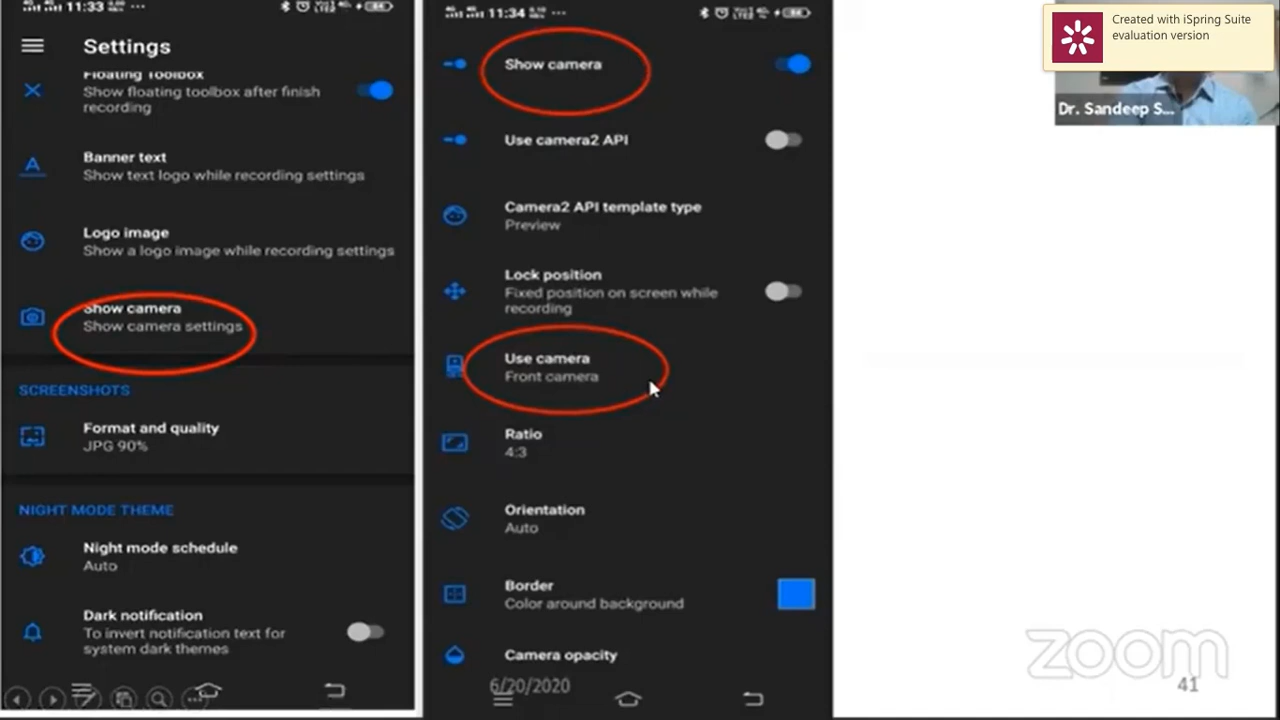 11:33
Settings
Floating Toolbox
Show floating toolbox after finish
recording
Banner text
Show text logo while recording settings
Logo image
Show a logo image while recording settings
Show camera
Show camera settings
SCREENSHOTS
Format and quality
JPG 90%
NIGHT MODE THEME
Night mode schedule
Auto
Dark notification
To invert notification text for
system dark themes
11:34
Show camera
Use camera2 API
Camera2 API template type
Preview
Lock position
Fixed position on screen while
recording
Use camera
Front camera
Ratio
4:3
Orientation
Auto
Border
Color around background
Camera opacity
6/20/2020
Created with iSpring Suite
evaluation version
Dr. Sandeep S...
zoom
41